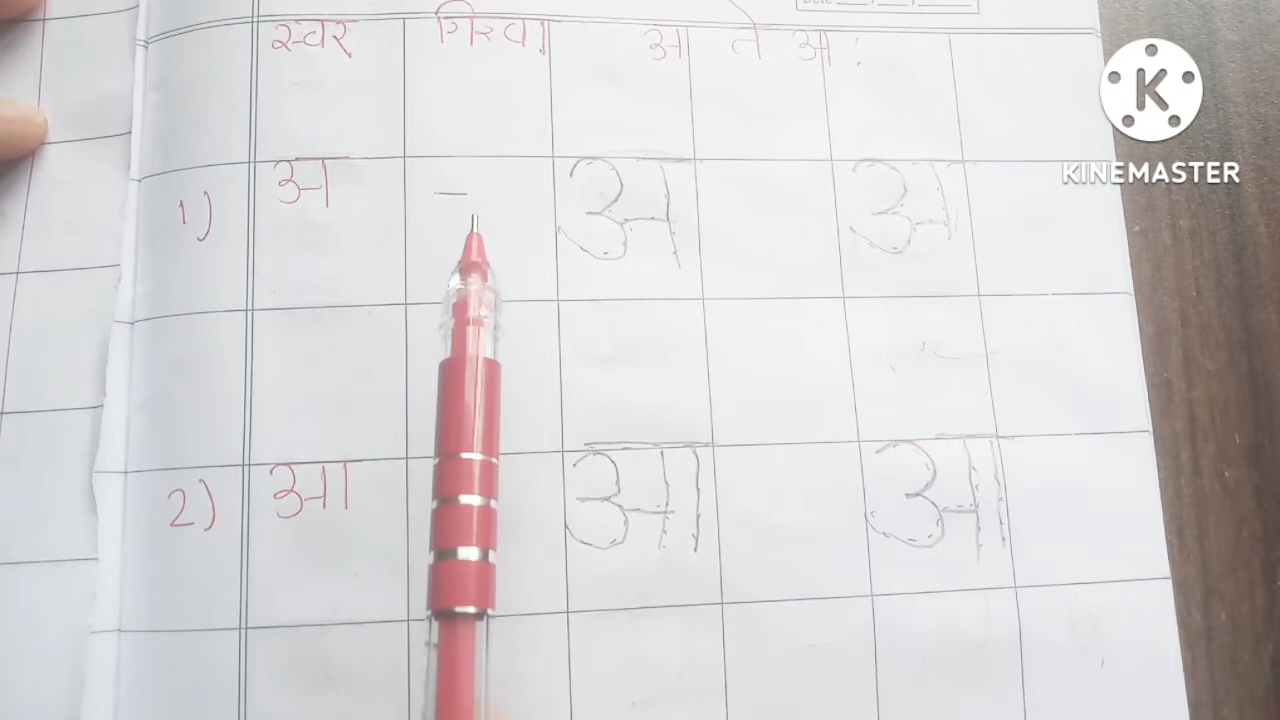 स्वर गिरवा अ ते अः
1) अ – अ अ
2) आ आ आ
KINEMASTER